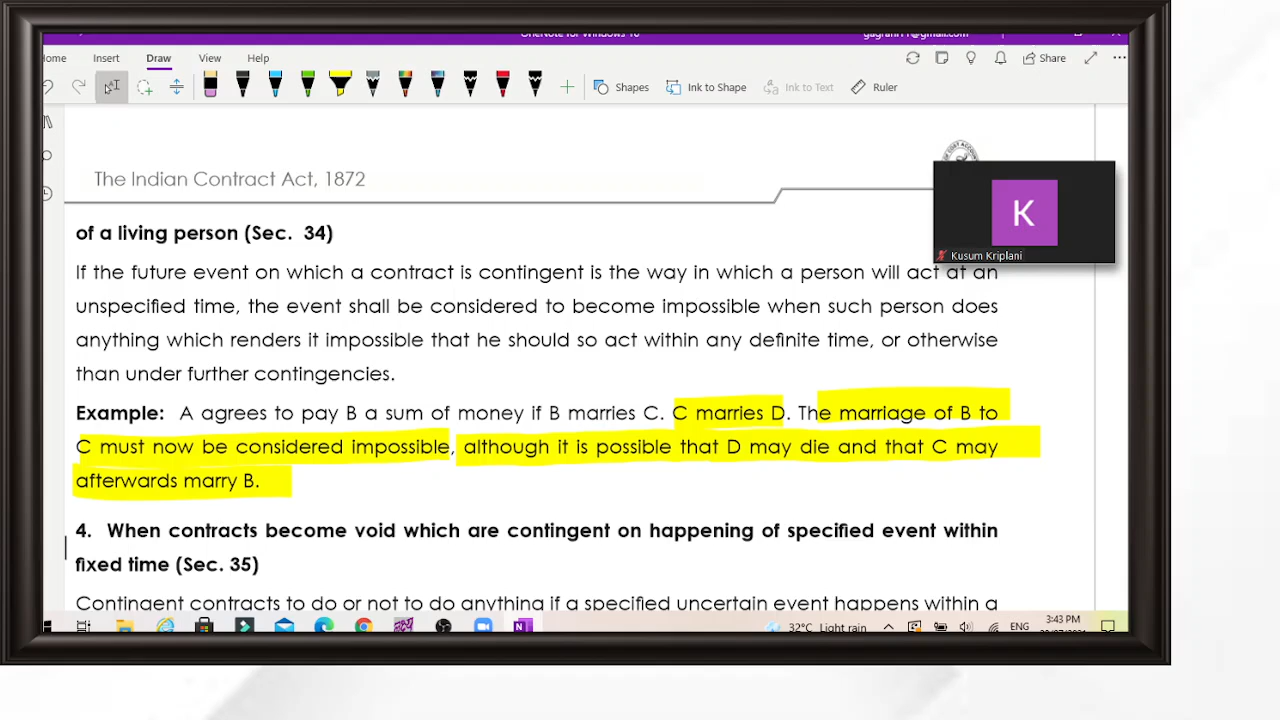 OneNote for Windows 10
Insert Draw View Help
Share
Shapes Ink to Shape Ink to Text Ruler
The Indian Contract Act, 1872
K
Kusum Kriplani
of a living person (Sec. 34)
If the future event on which a contract is contingent is the way in which a person will act at an
unspecified time, the event shall be considered to become impossible when such person does
anything which renders it impossible that he should so act within any definite time, or otherwise
than under further contingencies.
Example: A agrees to pay B a sum of money if B marries C. C marries D. The marriage of B to
C must now be considered impossible, although it is possible that D may die and that C may
afterwards marry B.
4. When contracts become void which are contingent on happening of specified event within
fixed time (Sec. 35)
Contingent contracts to do or not to do anything if a specified uncertain event happens within a
32°C Light rain ENG 3:43 PM